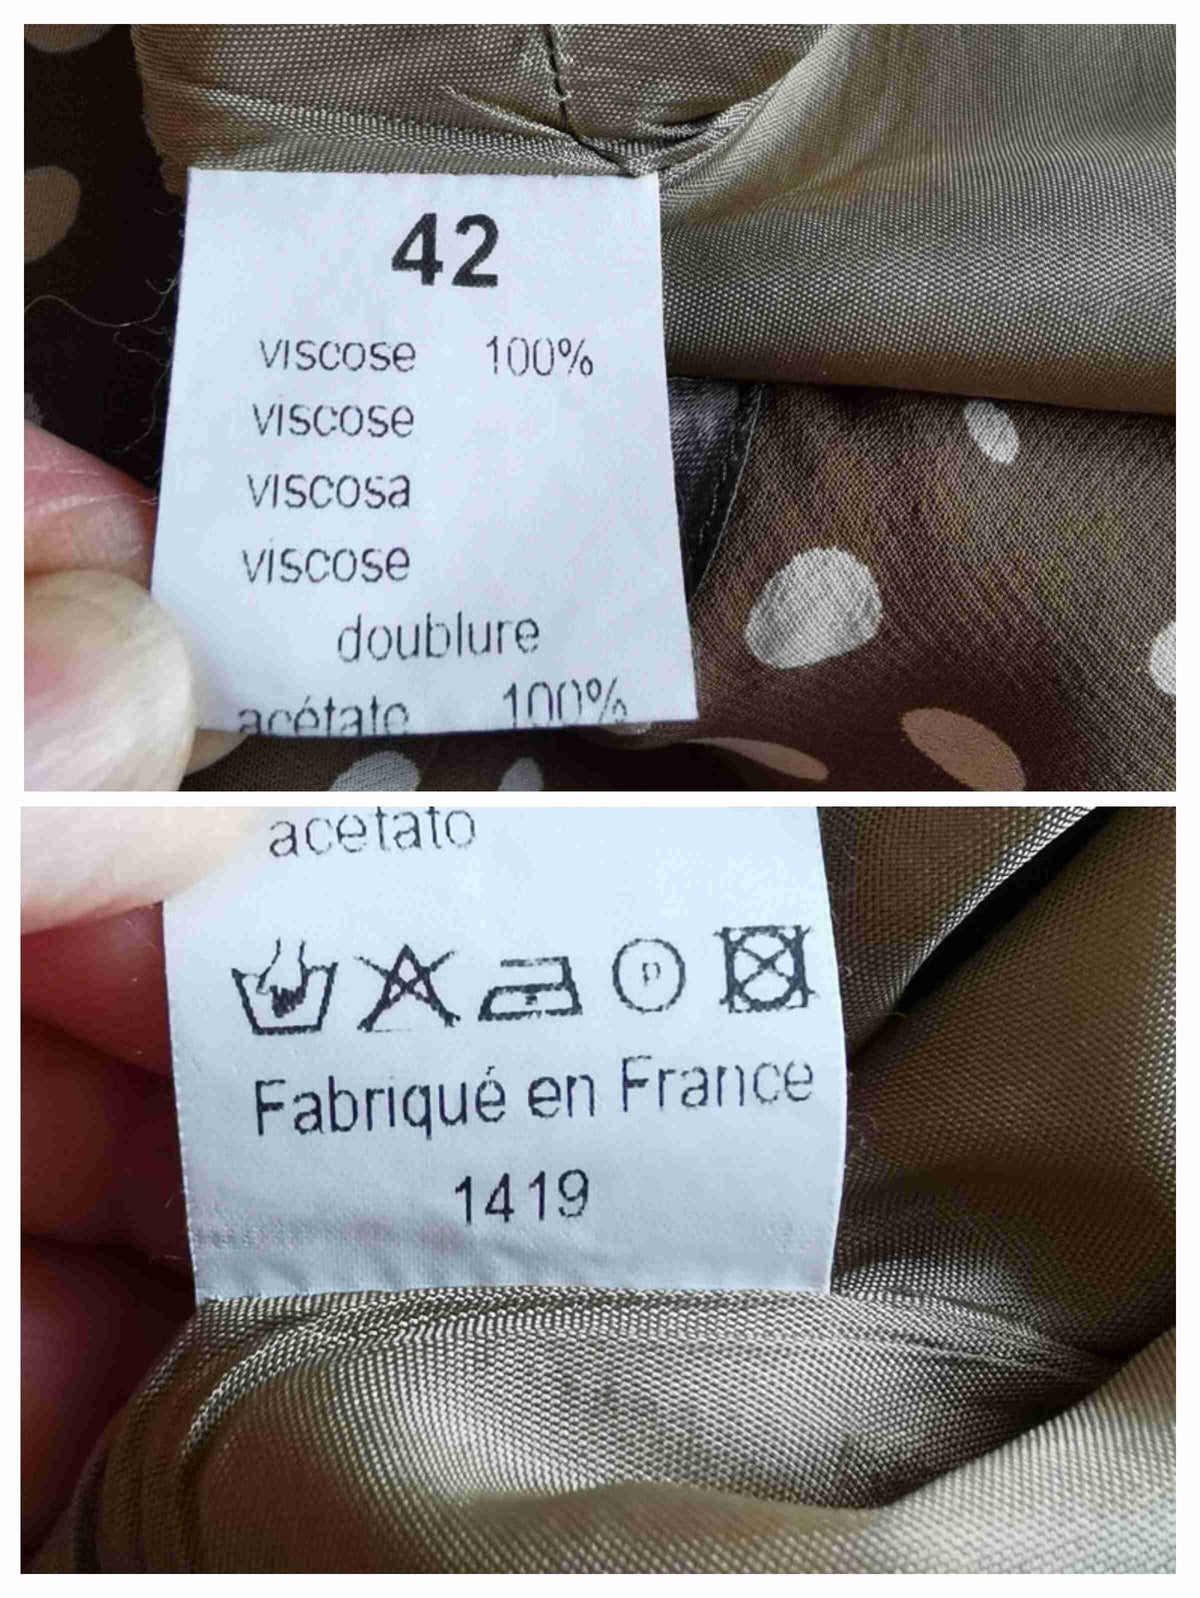 42
viscose 100%
viscose
viscosa
viscose
doublure
acétate 100%
acetato
P
Fabriqué en France
1419